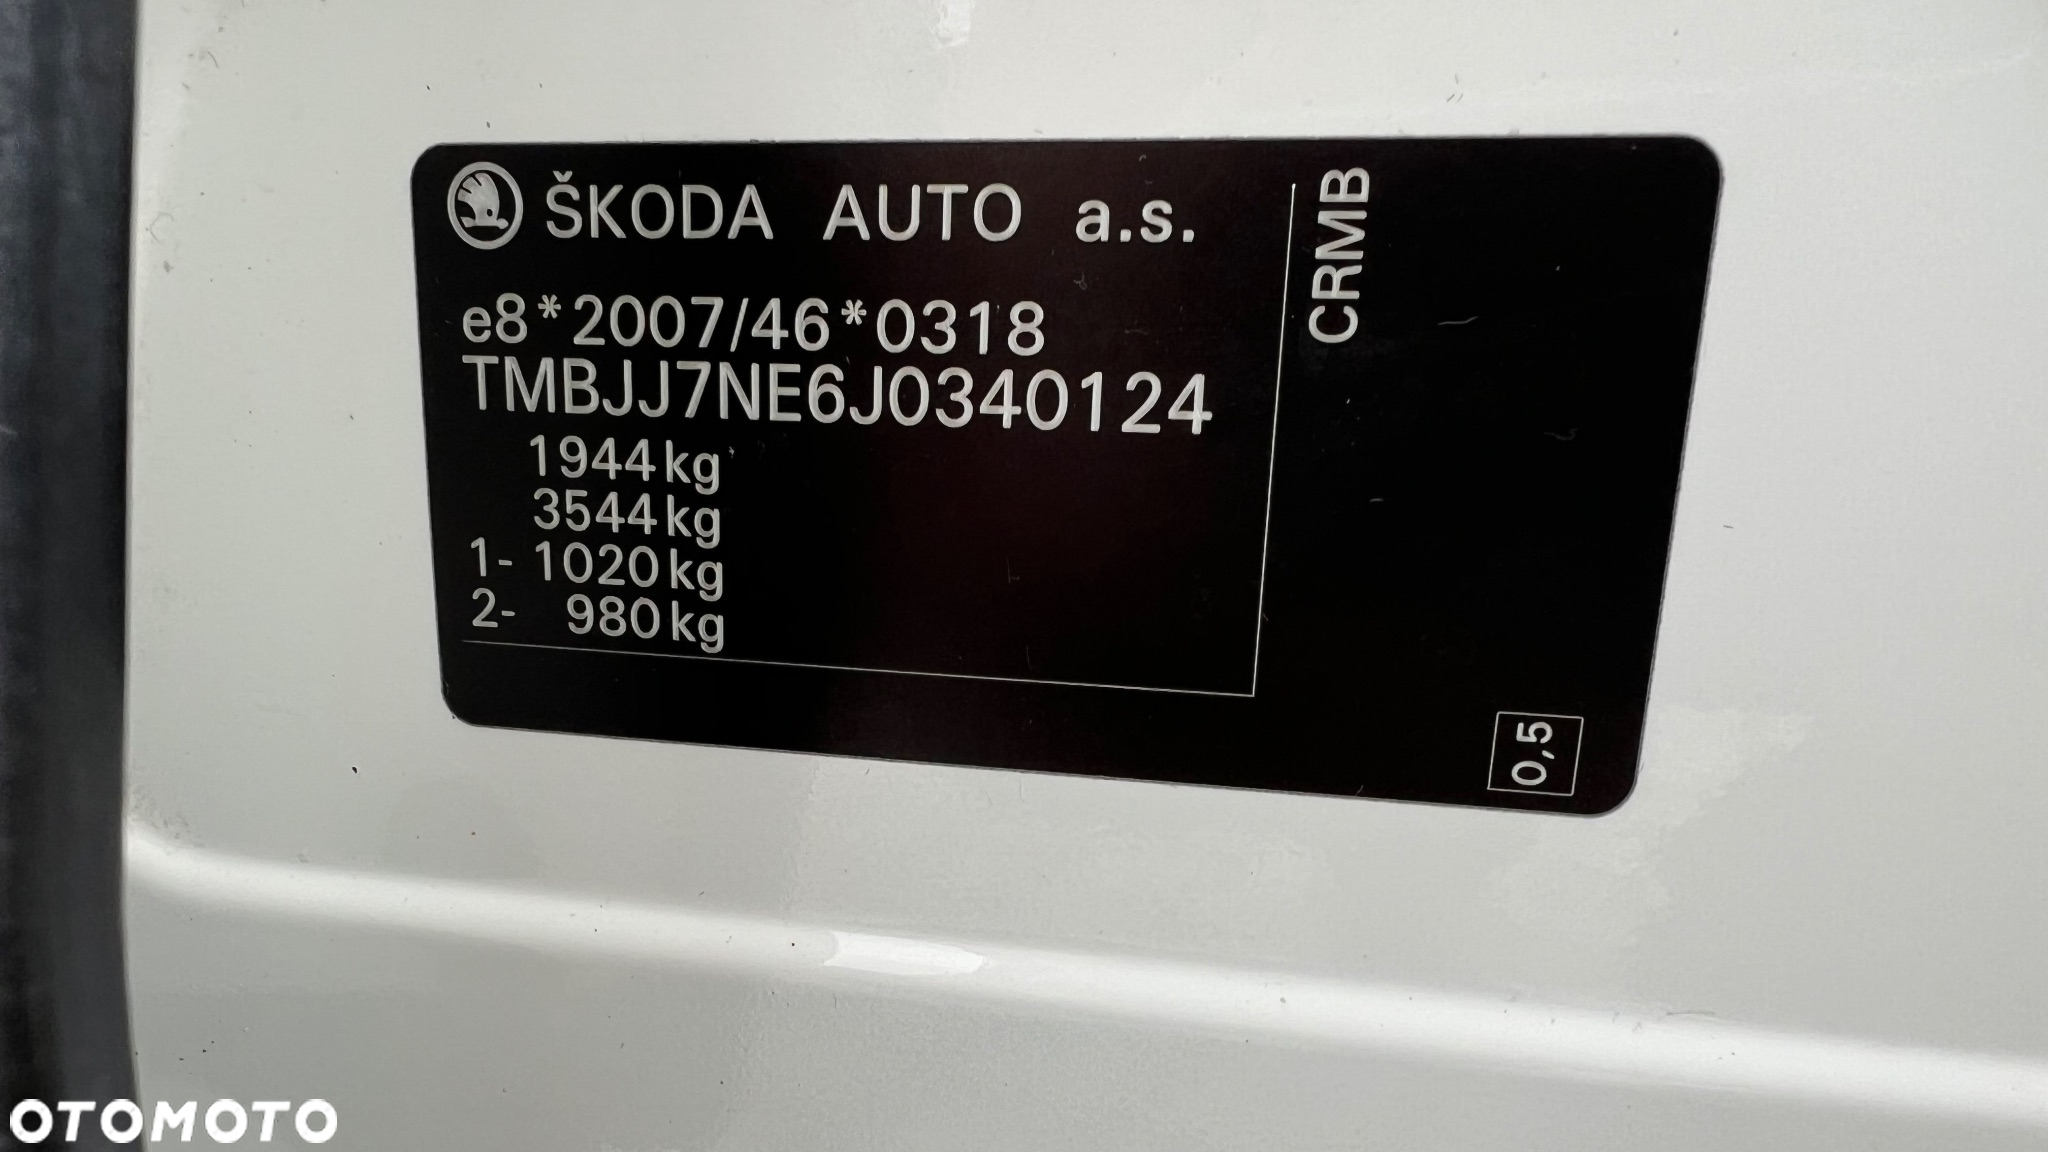 ŠKODA AUTO a.s.
e8*2007/46*0318
TMBJJ7NE6J0340124
1944kg
3544kg
1- 1020kg
2- 980kg
CRMB
0,5
OTOMOTO